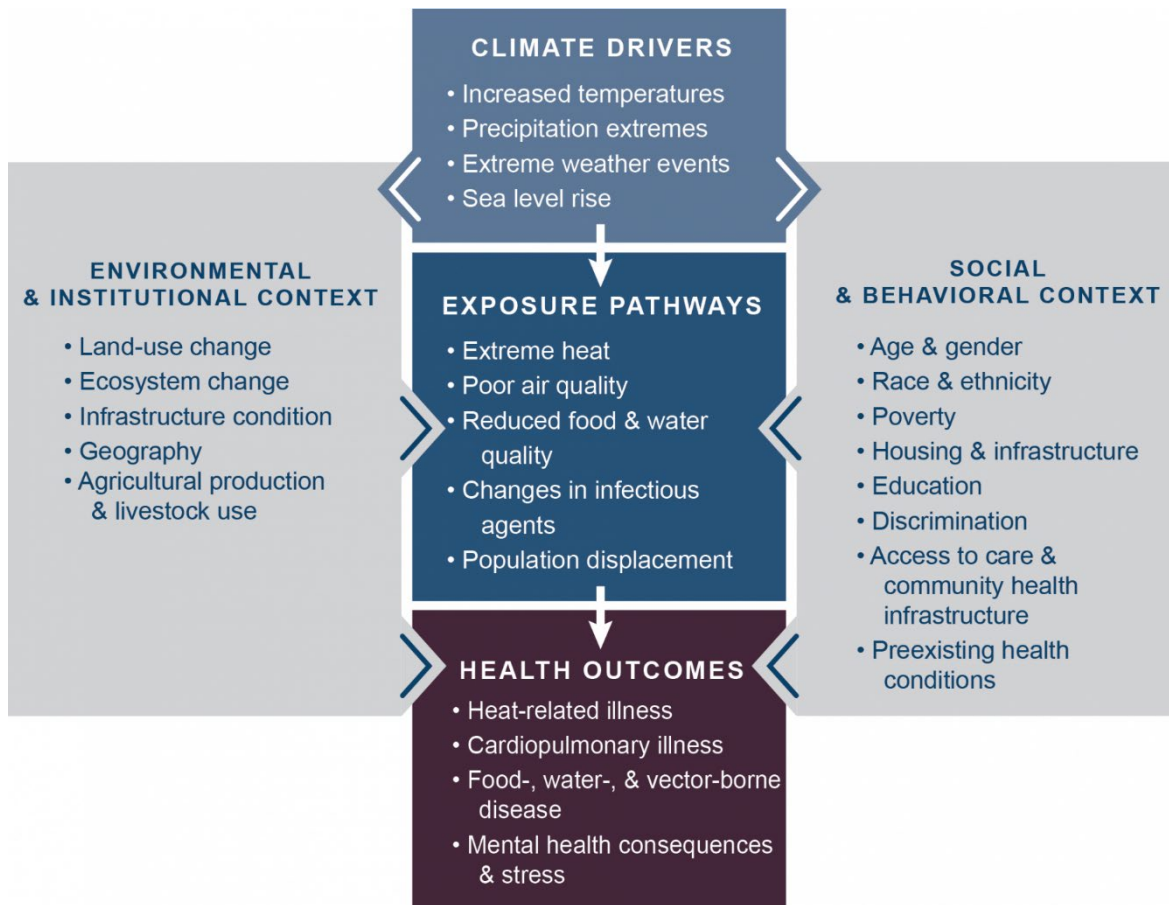 CLIMATE DRIVERS
• Increased temperatures
• Precipitation extremes
• Extreme weather events
• Sea level rise
ENVIRONMENTAL
& INSTITUTIONAL CONTEXT
• Land-use change
• Ecosystem change
• Infrastructure condition
• Geography
• Agricultural production
& livestock use
EXPOSURE PATHWAYS
• Extreme heat
• Poor air quality
• Reduced food & water
quality
• Changes in infectious
agents
• Population displacement
SOCIAL
& BEHAVIORAL CONTEXT
• Age & gender
• Race & ethnicity
• Poverty
• Housing & infrastructure
• Education
• Discrimination
• Access to care &
community health
infrastructure
• Preexisting health
conditions
HEALTH OUTCOMES
• Heat-related illness
• Cardiopulmonary illness
• Food-, water-, & vector-borne
disease
• Mental health consequences
& stress